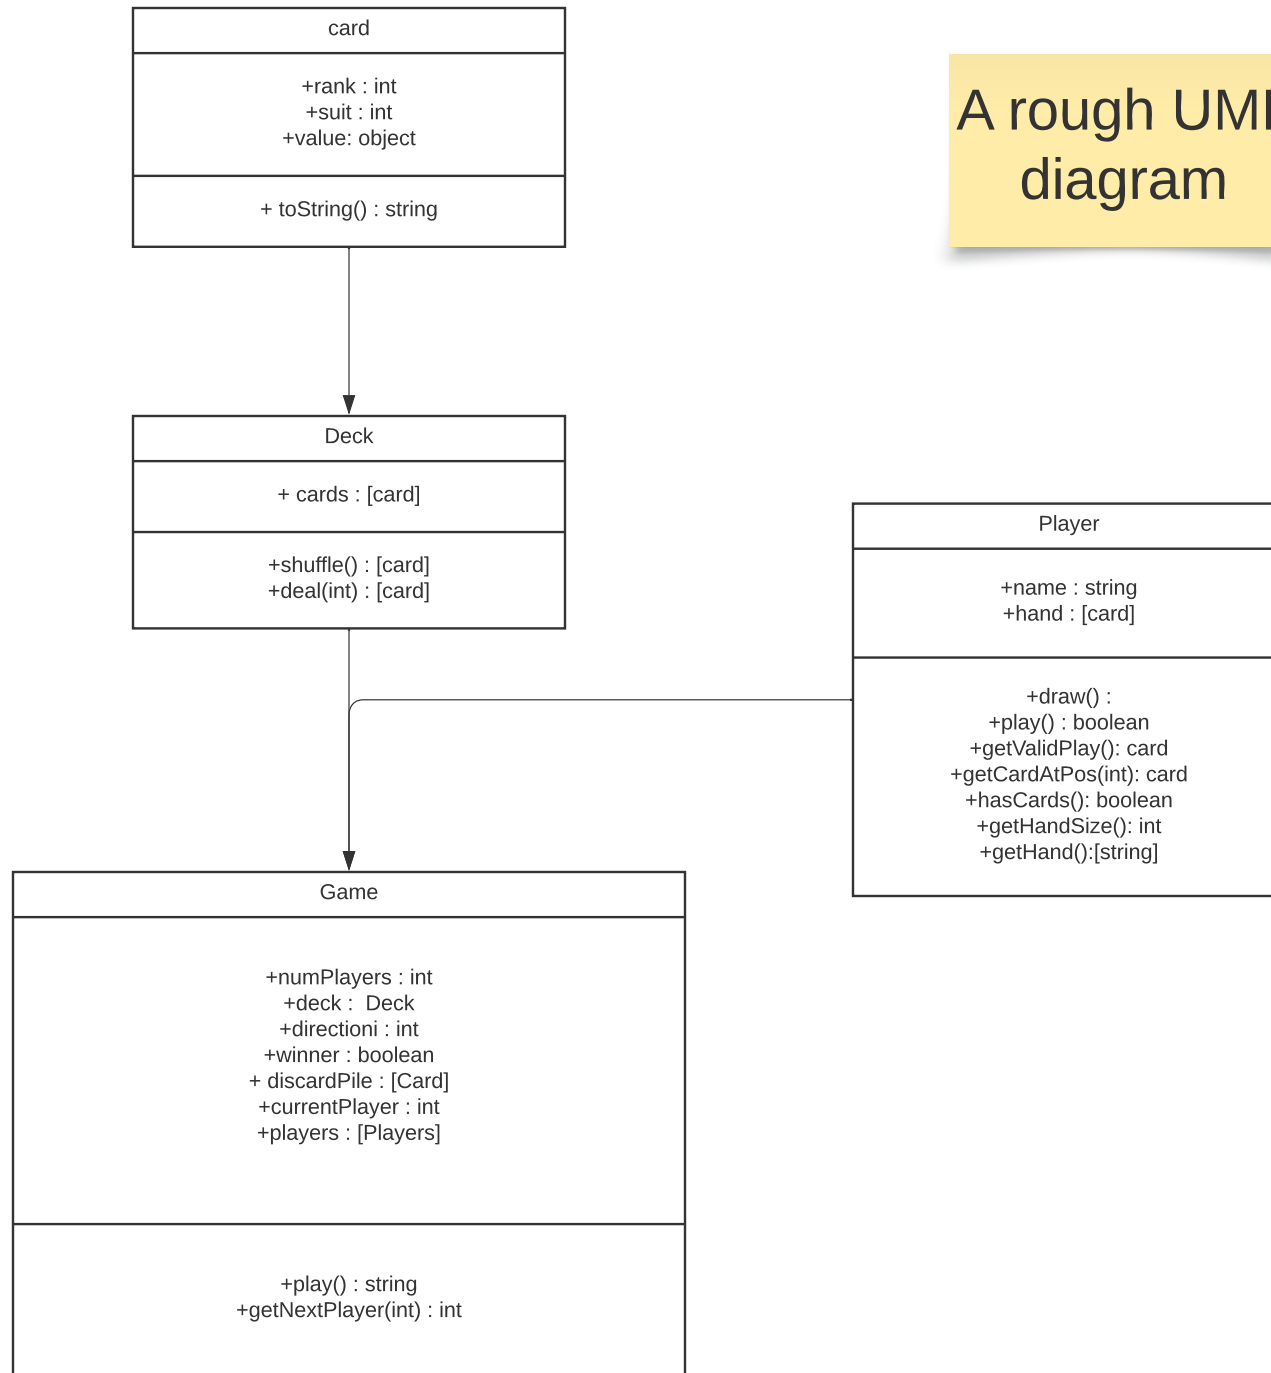 card
+rank : int
+suit : int
+value: object
+ toString() : string
A rough UML
diagram
Deck
+ cards : [card]
+shuffle() : [card]
+deal(int) : [card]
Player
+name : string
+hand : [card]
+draw() :
+play() : boolean
+getValidPlay(): card
+getCardAtPos(int): card
+hasCards(): boolean
+getHandSize(): int
+getHand():[string]
Game
+numPlayers : int
+deck :  Deck
+directioni : int
+winner : boolean
+ discardPile : [Card]
+currentPlayer : int
+players : [Players]
+play() : string
+getNextPlayer(int) : int